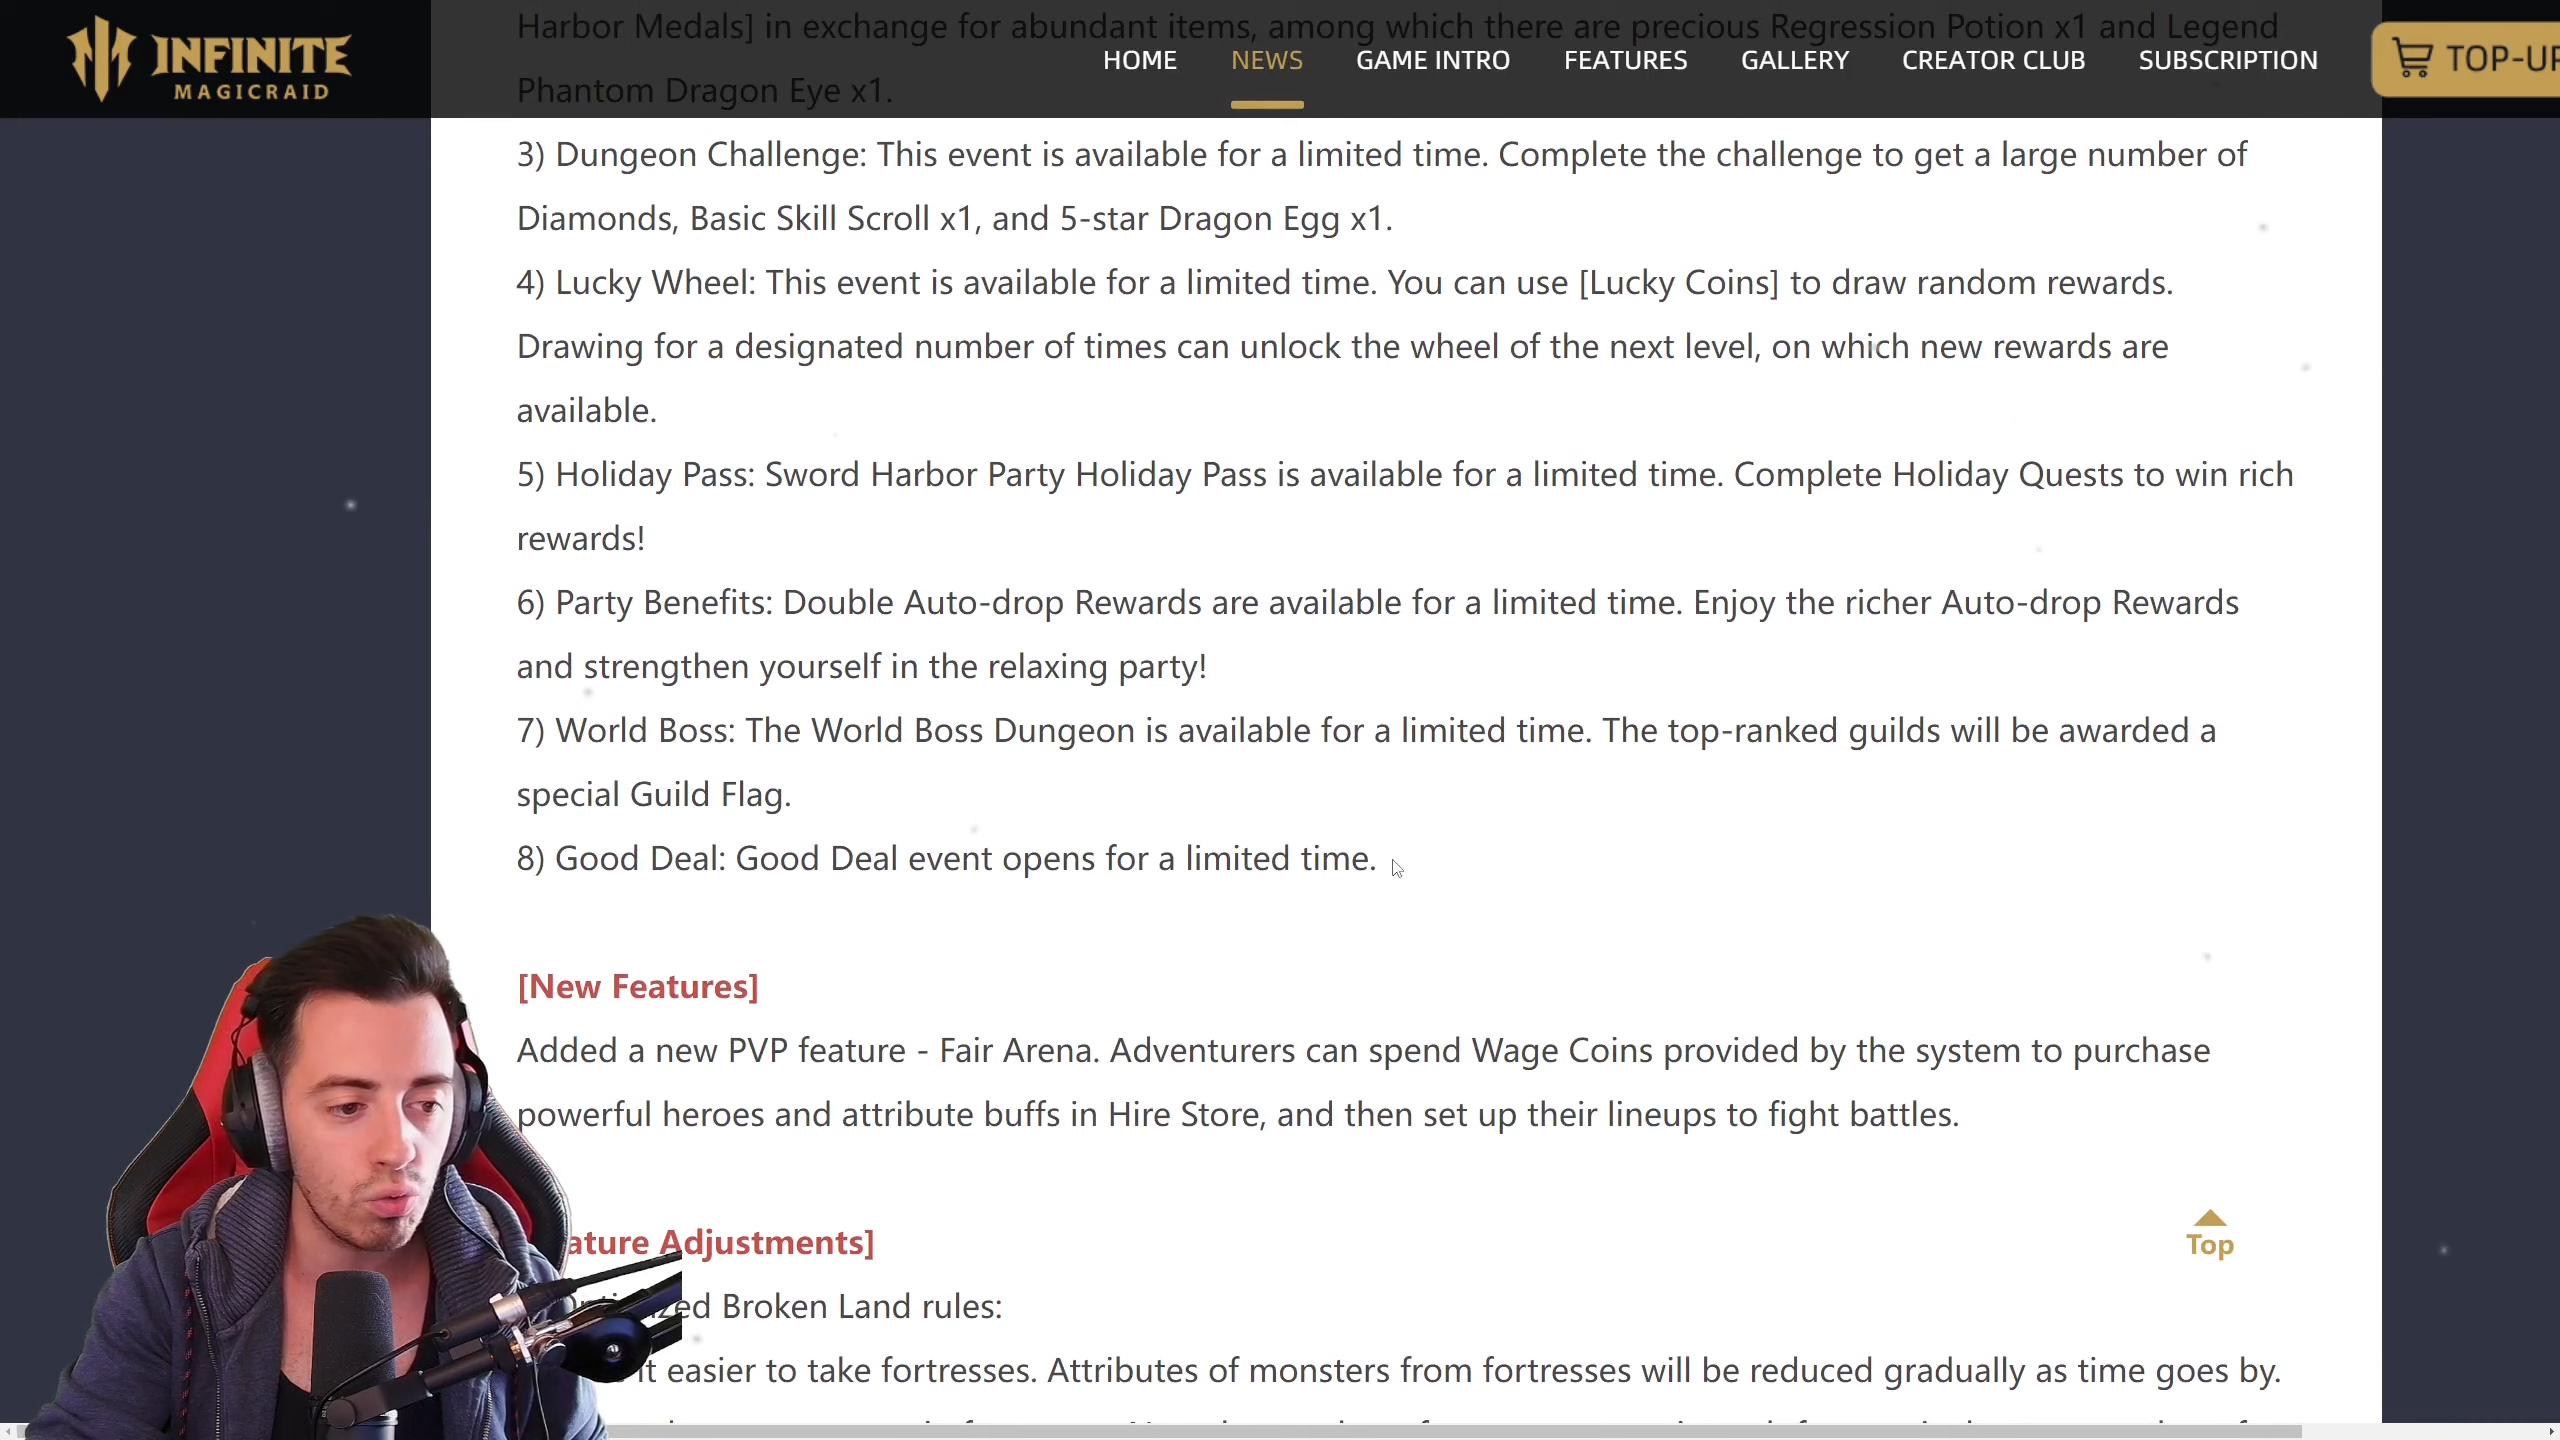 Harbor Medals] in exchange for abundant items, among which there are precious Regression Potion x1 and Legend
INFINITE
MAGICRAID
HOME NEWS GAME INTRO FEATURES GALLERY CREATOR CLUB SUBSCRIPTION TOP-UP
Phantom Dragon Eye x1.
3) Dungeon Challenge: This event is available for a limited time. Complete the challenge to get a large number of
Diamonds, Basic Skill Scroll x1, and 5-star Dragon Egg x1.
4) Lucky Wheel: This event is available for a limited time. You can use [Lucky Coins] to draw random rewards.
Drawing for a designated number of times can unlock the wheel of the next level, on which new rewards are
available.
5) Holiday Pass: Sword Harbor Party Holiday Pass is available for a limited time. Complete Holiday Quests to win rich
rewards!
6) Party Benefits: Double Auto-drop Rewards are available for a limited time. Enjoy the richer Auto-drop Rewards
and strengthen yourself in the relaxing party!
7) World Boss: The World Boss Dungeon is available for a limited time. The top-ranked guilds will be awarded a
special Guild Flag.
8) Good Deal: Good Deal event opens for a limited time.
[New Features]
Added a new PVP feature - Fair Arena. Adventurers can spend Wage Coins provided by the system to purchase
powerful heroes and attribute buffs in Hire Store, and then set up their lineups to fight battles.
ature Adjustments]
Top
Broken Land rules:
it easier to take fortresses. Attributes of monsters from fortresses will be reduced gradually as time goes by.